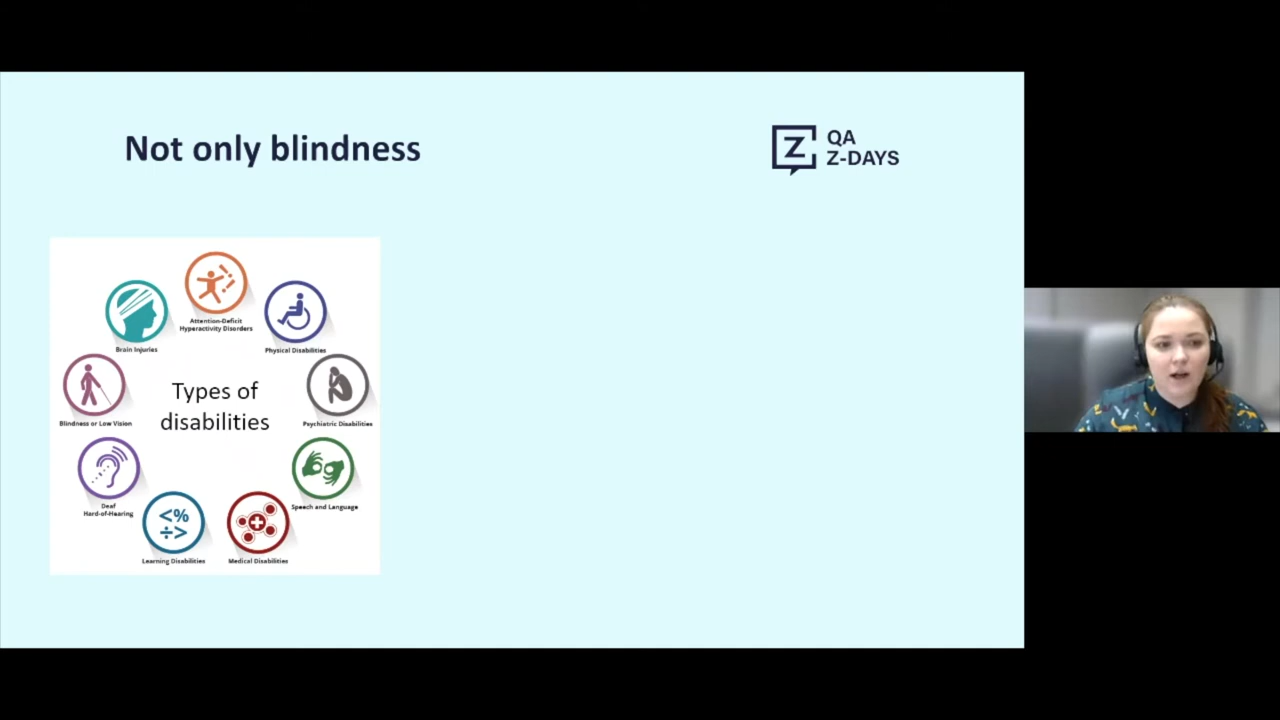 Not only blindness
Z
QA
Z-DAYS
Attention-Deficit
Hyperactivity Disorders
Brain Injuries
Physical Disabilities
Types of
disabilities
Blindness or Low Vision
Psychiatric Disabilities
Deaf
Hard-of-Hearing
Speech and Language
<%
÷>
Learning Disabilities
Medical Disabilities